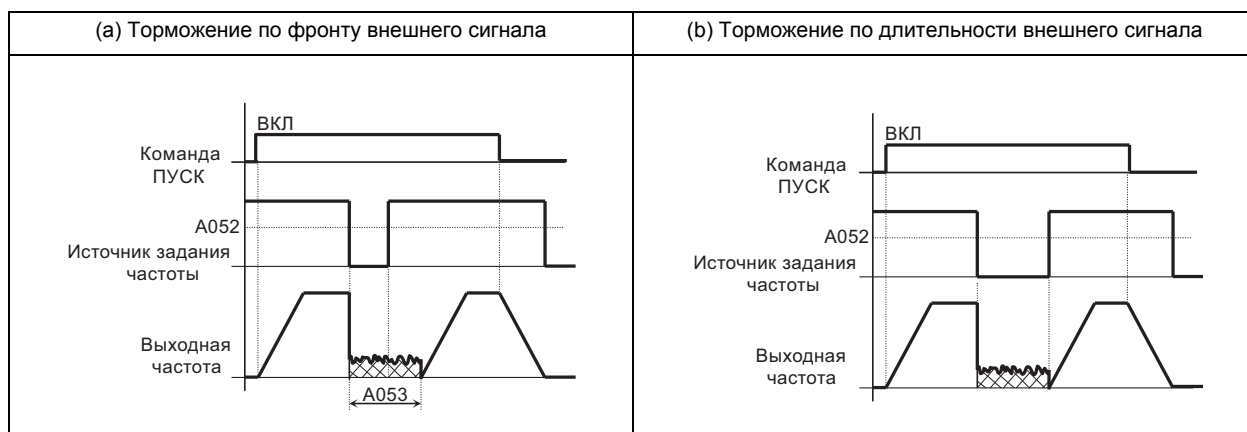 (a) Торможение по фронту внешнего сигнала
(b) Торможение по длительности внешнего сигнала
ВКЛ
Команда
ПУСК
A052
Источник задания
частоты
Выходная
частота
A053
ВКЛ
Команда
ПУСК
A052
Источник задания
частоты
Выходная
частота